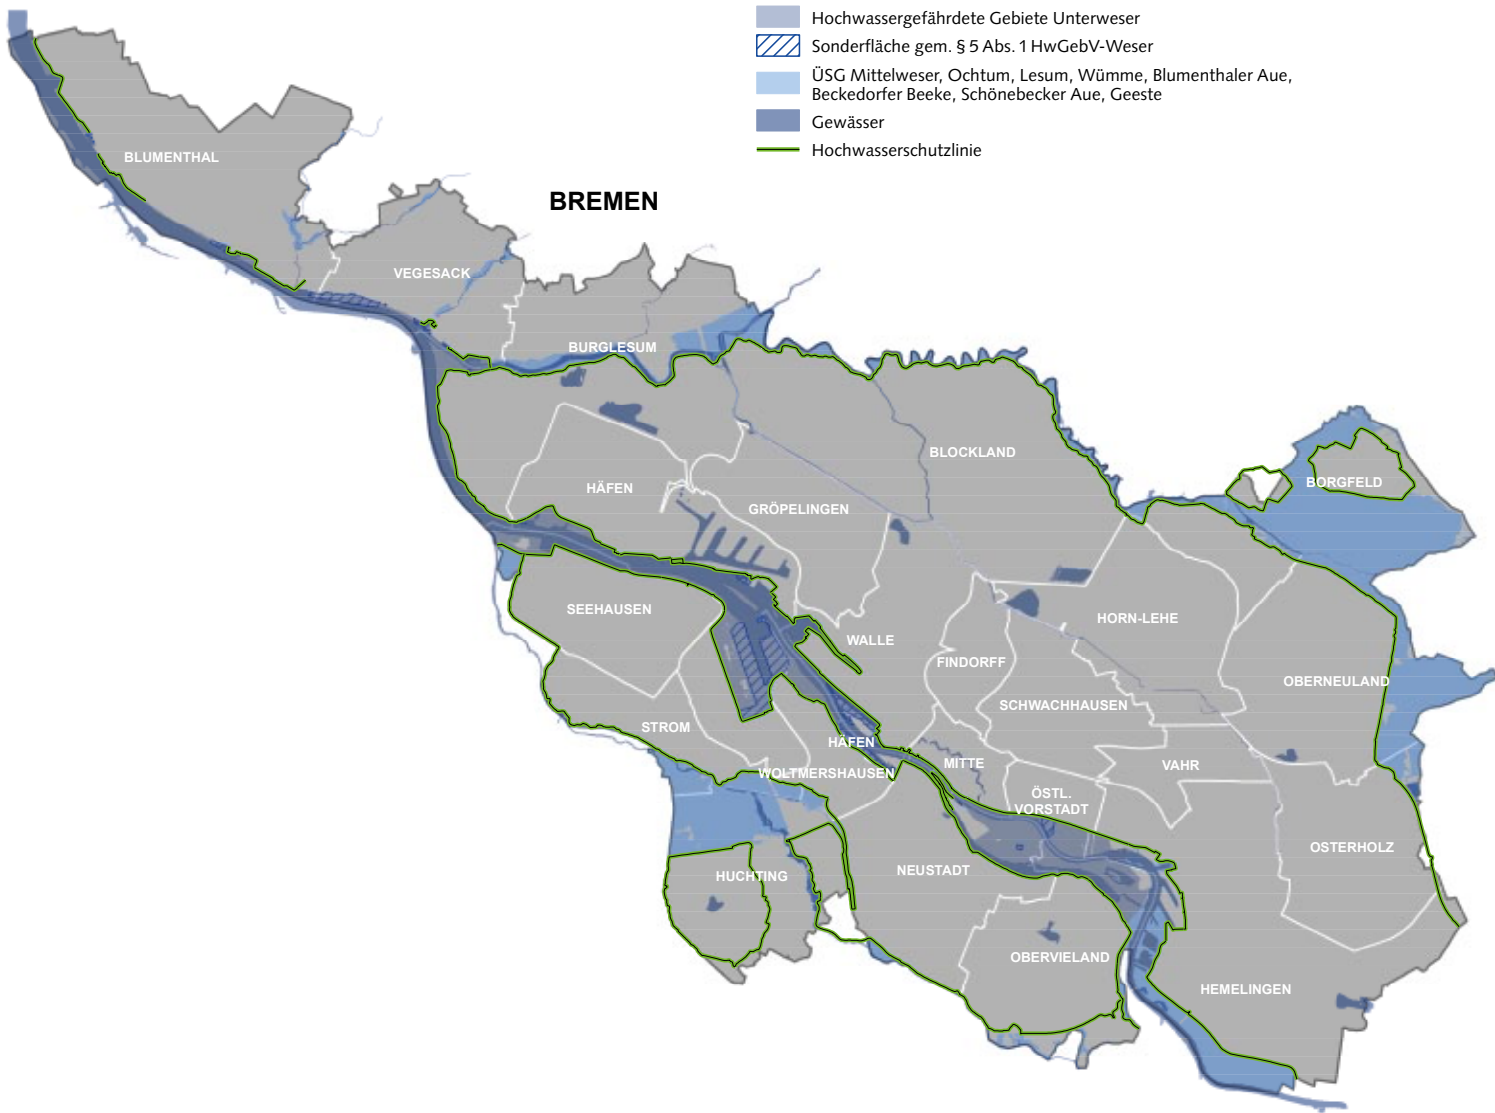 Hochwassergefährdete Gebiete Unterweser
Sonderfläche gem. § 5 Abs. 1 HwGebV-Weser
ÜSG Mittelweser, Ochtum, Lesum, Wümme, Blumenthaler Aue,
Beckedorfer Beeke, Schönebecker Aue, Geeste
Gewässer
Hochwasserschutzlinie
BREMEN
BLUMENTHAL
VEGESACK
BURGLESUM
BLOCKLAND
BORGFELD
HÄFEN
GRÖPELINGEN
SEEHAUSEN
HORN-LEHE
WALLE
FINDORFF
OBERNEULAND
SCHWACHHAUSEN
STROM
HÄFEN
MITTE
VAHR
WOLTMERSHAUSEN
ÖSTL.
VORSTADT
OSTERHOLZ
NEUSTADT
HUCHTING
OBERVIELAND
HEMELINGEN